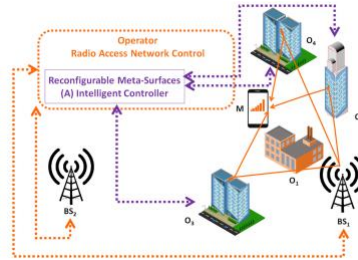 Operator
Radio Access Network Control
Reconfigurable Meta-Surfaces
(A) Intelligent Controller
O₄
M
O₁
BS₂
O₃
BS₁